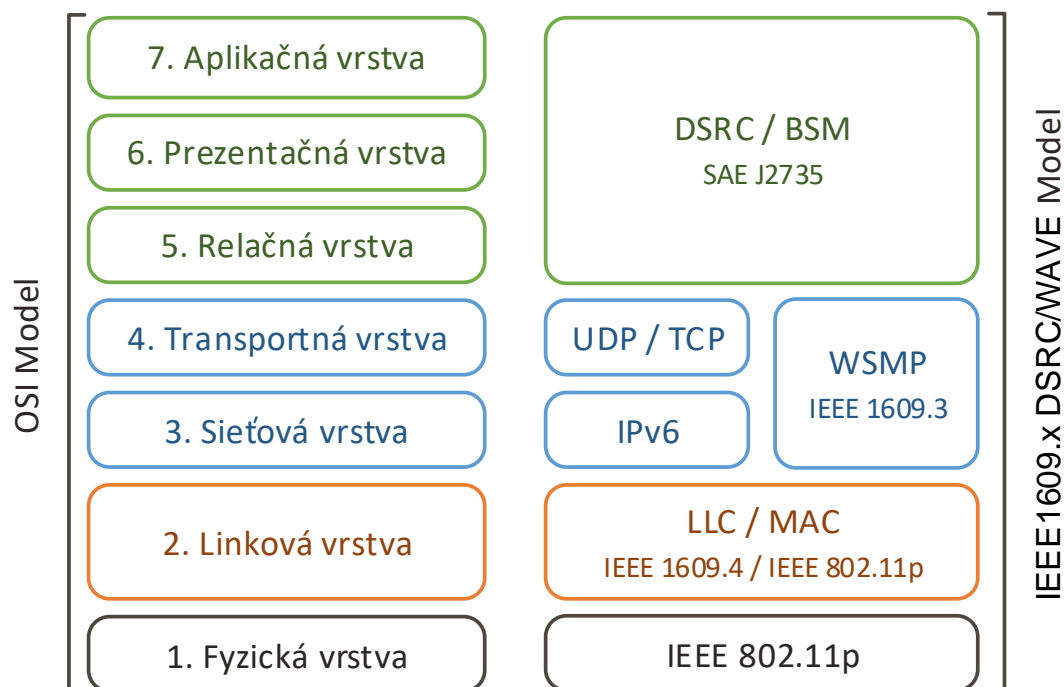 OSI Model
7. Aplikačná vrstva
6. Prezentačná vrstva
5. Relačná vrstva
4. Transportná vrstva
3. Sieťová vrstva
2. Linková vrstva
1. Fyzická vrstva
DSRC / BSM
SAE J2735
UDP / TCP
IPv6
WSMP
IEEE 1609.3
LLC / MAC
IEEE 1609.4 / IEEE 802.11p
IEEE 802.11p
IEEE1609.x DSRC/WAVE Model